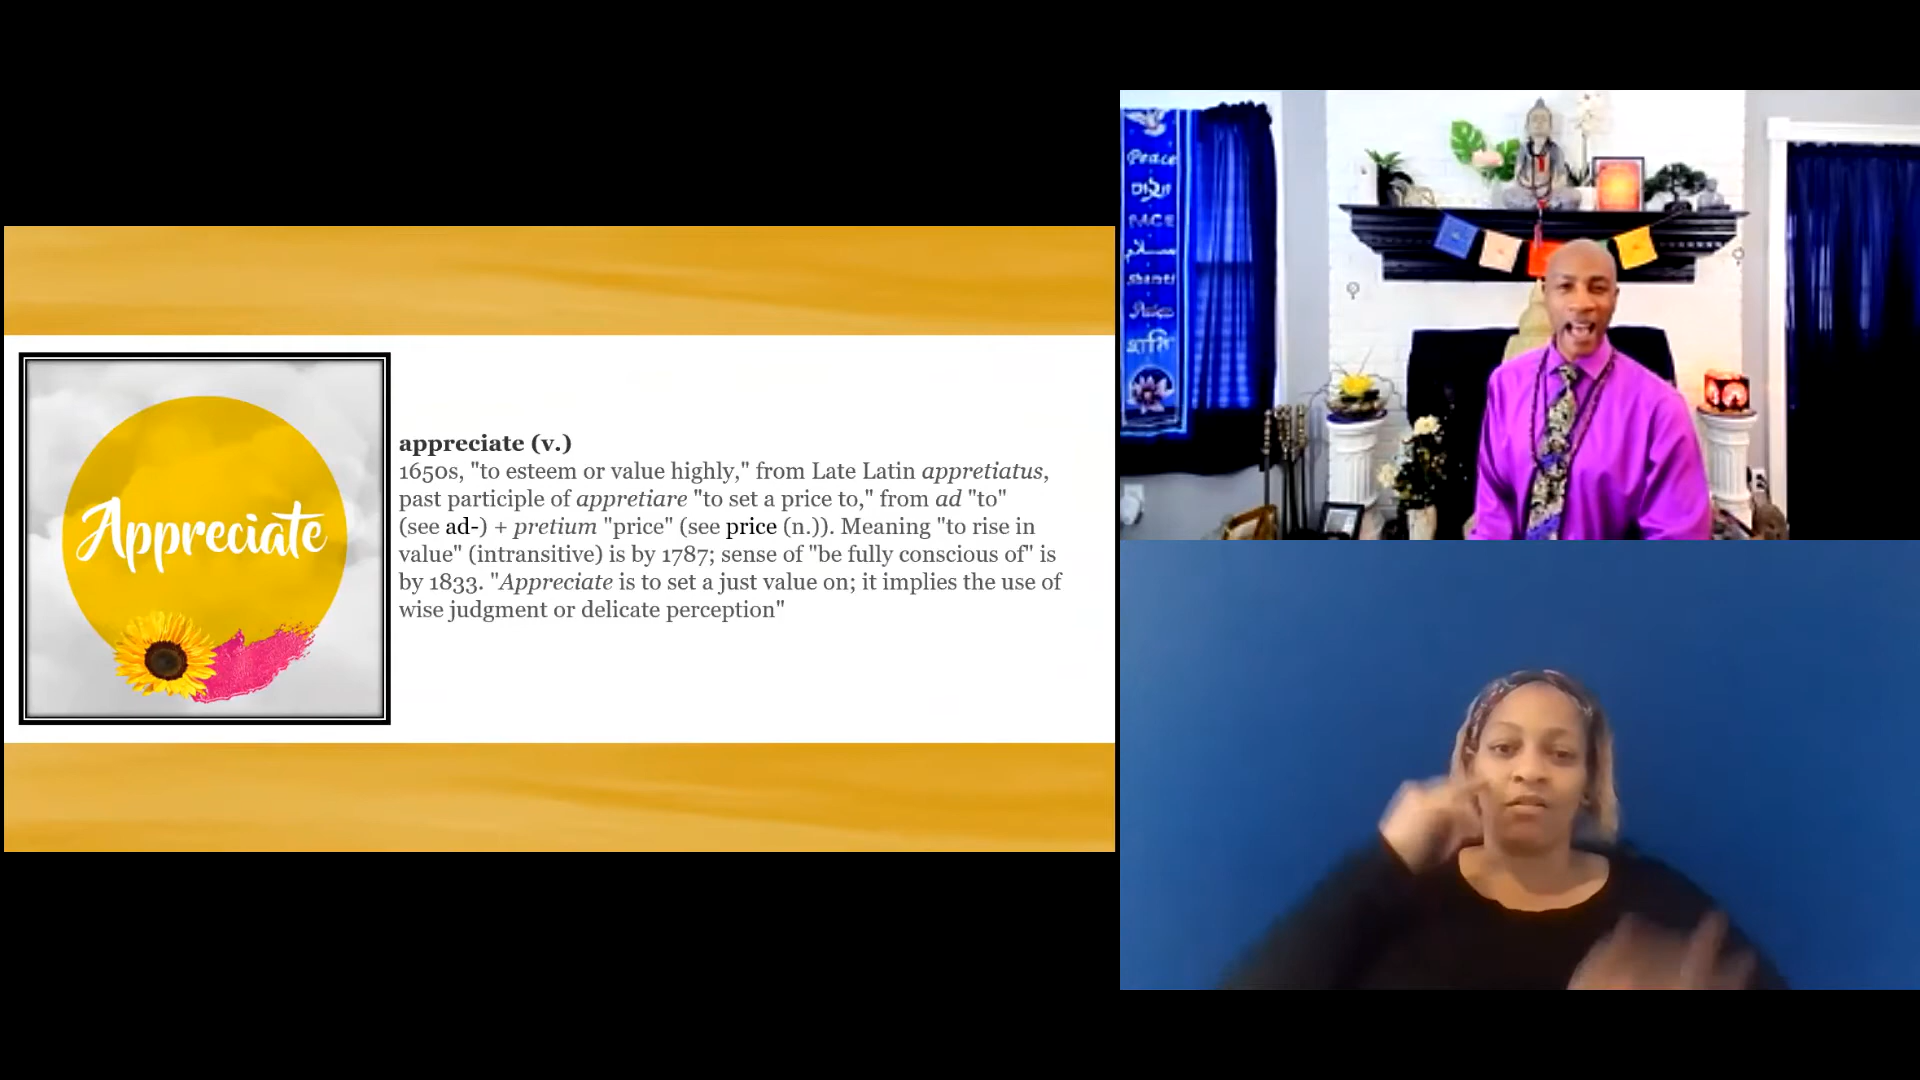 Appreciate
appreciate (v.)
1650s, "to esteem or value highly," from Late Latin appretiatus,
past participle of appretiare "to set a price to," from ad "to"
(see ad-) + pretium "price" (see price (n.)). Meaning "to rise in
value" (intransitive) is by 1787; sense of "be fully conscious of" is
by 1833. "Appreciate is to set a just value on; it implies the use of
wise judgment or delicate perception"
Peace
PACE
Shanti